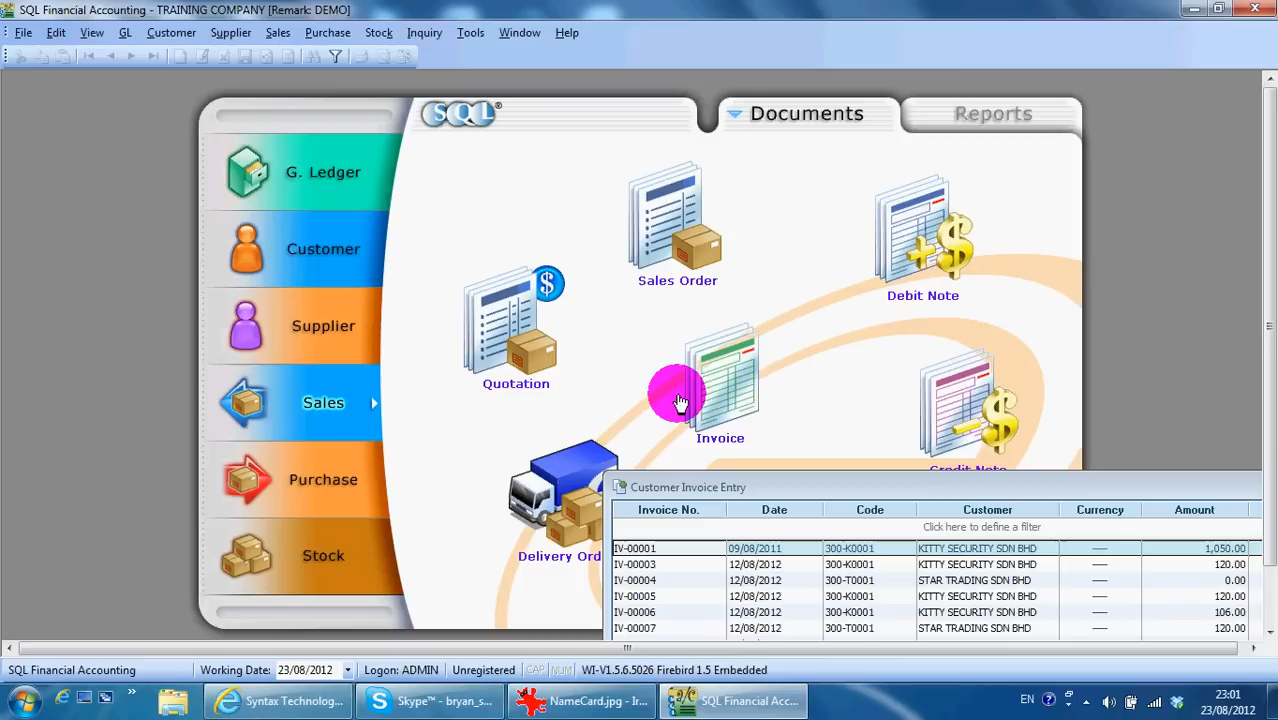 SQL Financial Accounting - TRAINING COMPANY [Remark: DEMO]
File Edit View GL Customer Supplier Sales Purchase Stock Inquiry Tools Window Help
SQL® Documents Reports
G. Ledger
Customer
Supplier
Sales
Purchase
Stock
Sales Order
Debit Note
Quotation
Invoice
Credit Note
Delivery Ord
Customer Invoice Entry
Invoice No. Date Code Customer Currency Amount
Click here to define a filter
IV-00001 09/08/2011 300-K0001 KITTY SECURITY SDN BHD ---- 1,050.00
IV-00003 12/08/2012 300-K0001 KITTY SECURITY SDN BHD ---- 120.00
IV-00004 12/08/2012 300-T0001 STAR TRADING SDN BHD ---- 0.00
IV-00005 12/08/2012 300-K0001 KITTY SECURITY SDN BHD ---- 120.00
IV-00006 12/08/2012 300-K0001 KITTY SECURITY SDN BHD ---- 106.00
IV-00007 12/08/2012 300-T0001 STAR TRADING SDN BHD ---- 120.00
SQL Financial Accounting Working Date: 23/08/2012 Logon: ADMIN Unregistered CAP NUM WI-V1.5.6.5026 Firebird 1.5 Embedded
Syntax Technolog... Skype™ - bryan_s... NameCard.jpg - Ir... SQL Financial Acc... EN 23:01
23/08/2012